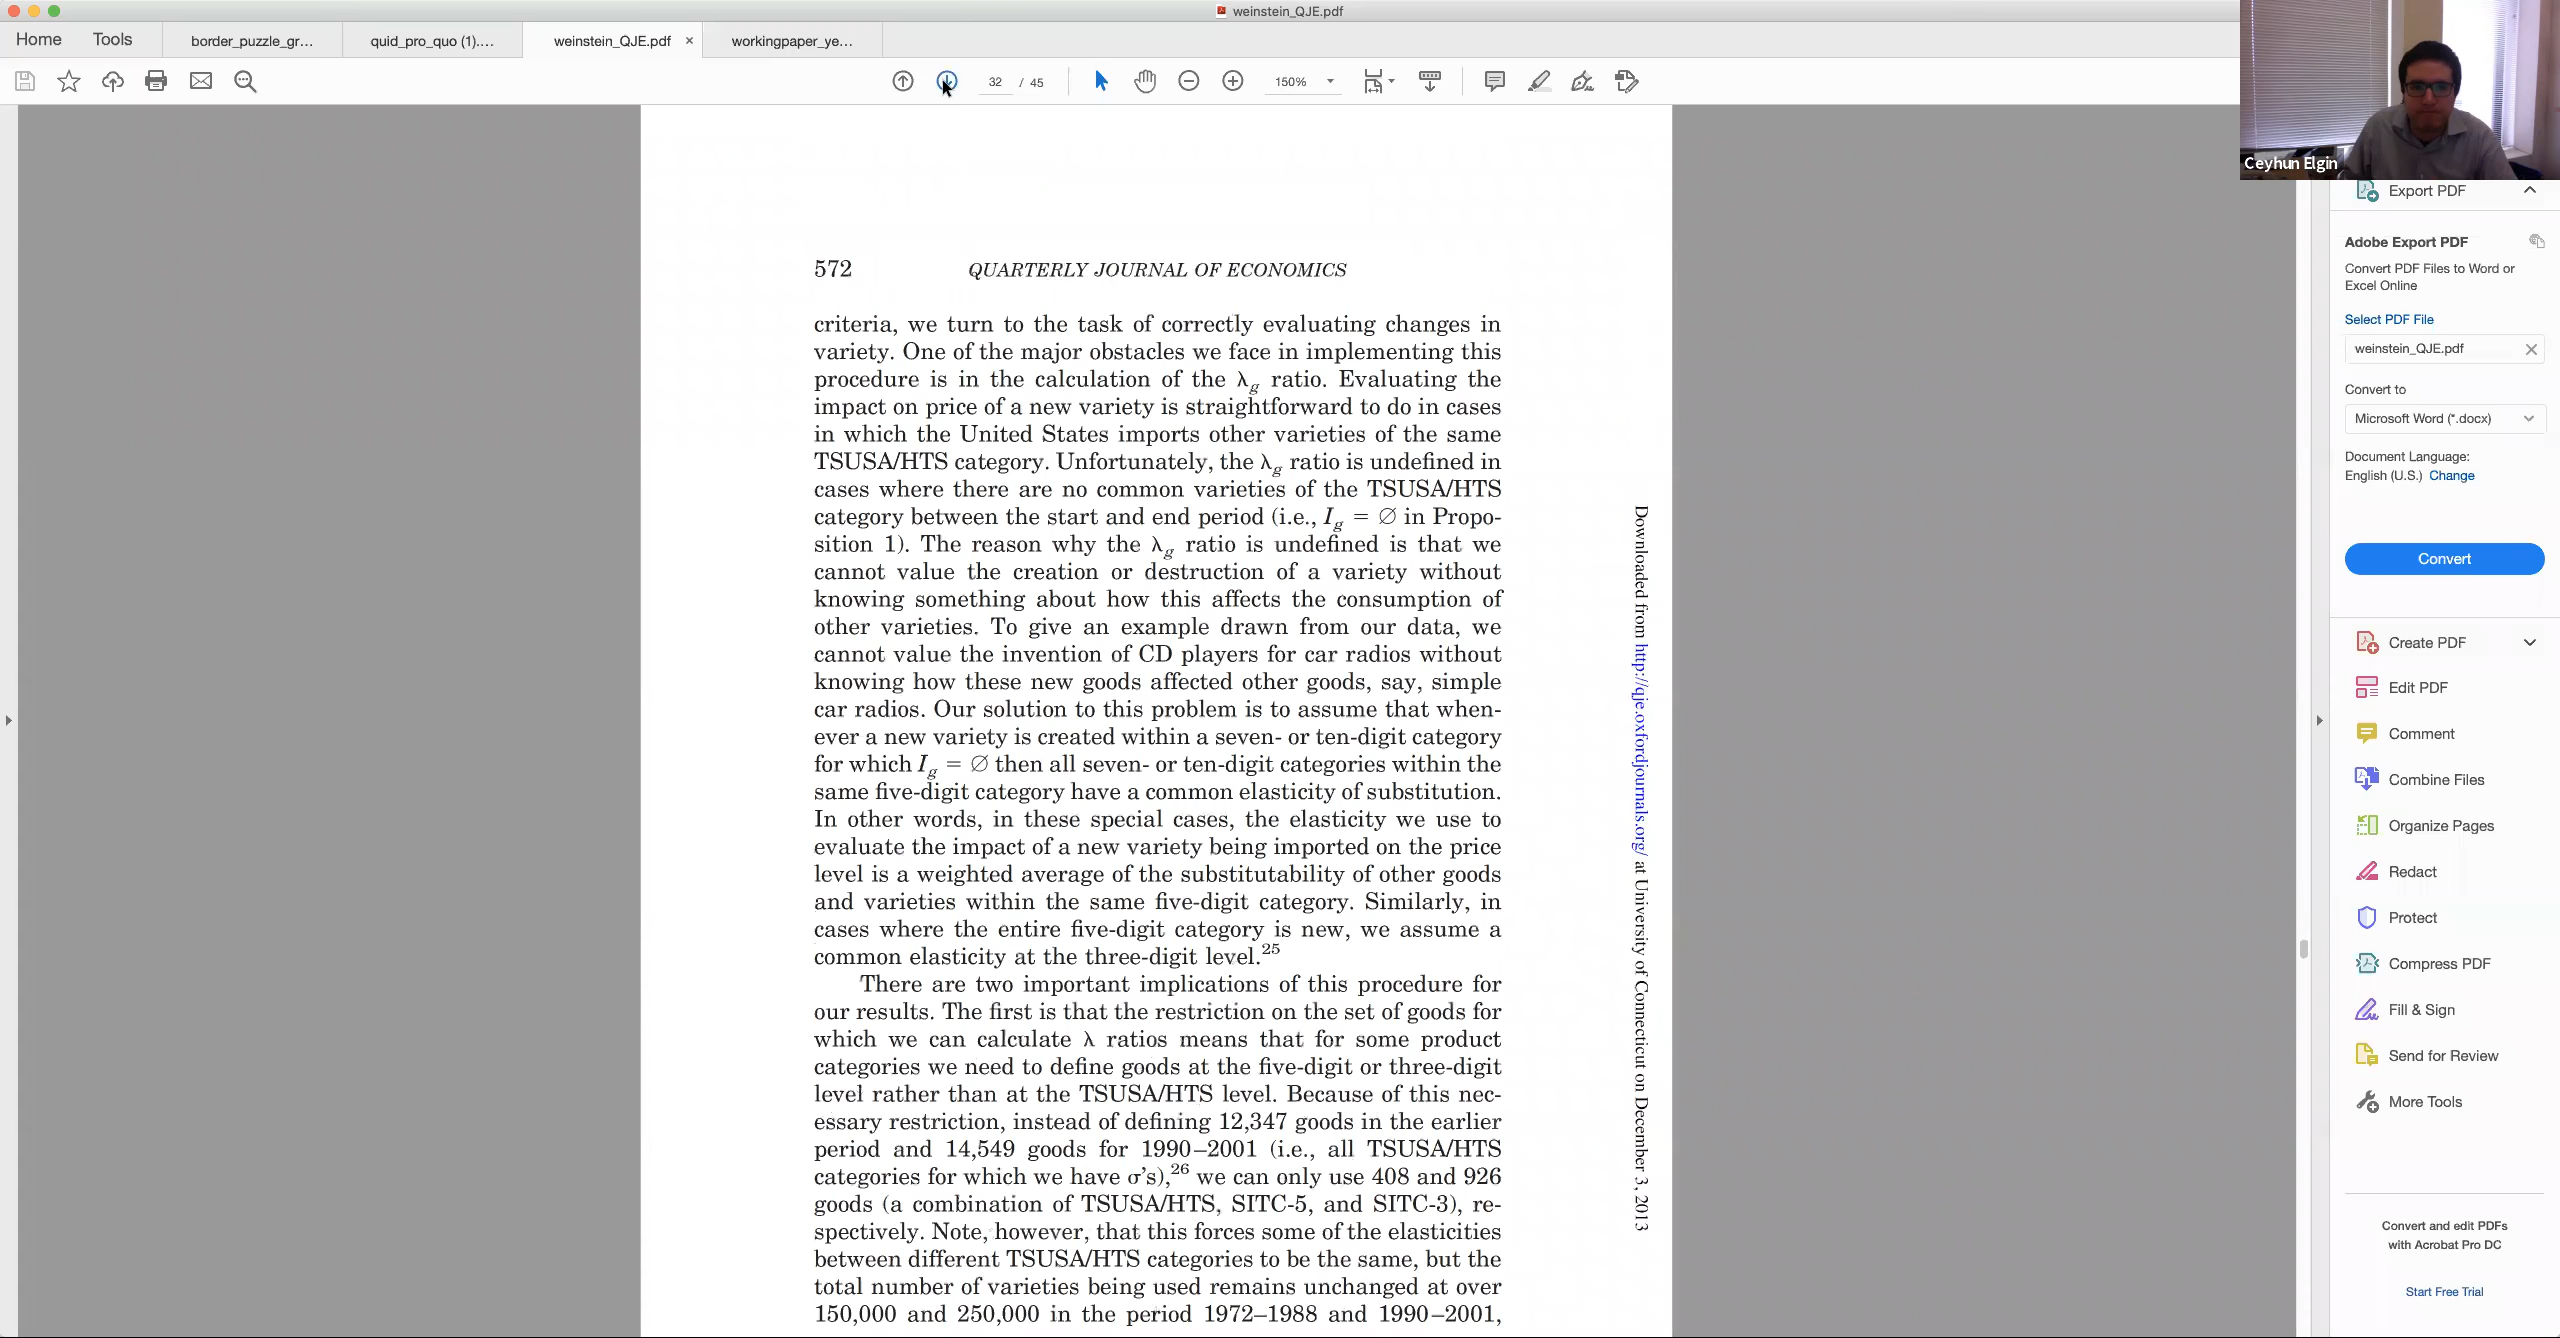 weinstein_QJE.pdf
Home
Tools
border_puzzle_gr...
quid_pro_quo (1)....
weinstein_QJE.pdf ×
workingpaper_ye...
32 / 45
150%
Ceyhun Elgin
572 QUARTERLY JOURNAL OF ECONOMICS
criteria, we turn to the task of correctly evaluating changes in
variety. One of the major obstacles we face in implementing this
procedure is in the calculation of the λg ratio. Evaluating the
impact on price of a new variety is straightforward to do in cases
in which the United States imports other varieties of the same
TSUSA/HTS category. Unfortunately, the λg ratio is undefined in
cases where there are no common varieties of the TSUSA/HTS
category between the start and end period (i.e., Ig = ∅ in Propo-
sition 1). The reason why the λg ratio is undefined is that we
cannot value the creation or destruction of a variety without
knowing something about how this affects the consumption of
other varieties. To give an example drawn from our data, we
cannot value the invention of CD players for car radios without
knowing how these new goods affected other goods, say, simple
car radios. Our solution to this problem is to assume that when-
ever a new variety is created within a seven- or ten-digit category
for which Ig = ∅ then all seven- or ten-digit categories within the
same five-digit category have a common elasticity of substitution.
In other words, in these special cases, the elasticity we use to
evaluate the impact of a new variety being imported on the price
level is a weighted average of the substitutability of other goods
and varieties within the same five-digit category. Similarly, in
cases where the entire five-digit category is new, we assume a
common elasticity at the three-digit level.25
There are two important implications of this procedure for
our results. The first is that the restriction on the set of goods for
which we can calculate λ ratios means that for some product
categories we need to define goods at the five-digit or three-digit
level rather than at the TSUSA/HTS level. Because of this nec-
essary restriction, instead of defining 12,347 goods in the earlier
period and 14,549 goods for 1990–2001 (i.e., all TSUSA/HTS
categories for which we have σ's),26 we can only use 408 and 926
goods (a combination of TSUSA/HTS, SITC-5, and SITC-3), re-
spectively. Note, however, that this forces some of the elasticities
between different TSUSA/HTS categories to be the same, but the
total number of varieties being used remains unchanged at over
150,000 and 250,000 in the period 1972–1988 and 1990–2001,
Downloaded from http://qje.oxfordjournals.org/ at University of Connecticut on December 3, 2013
Export PDF
Adobe Export PDF
Convert PDF Files to Word or
Excel Online
Select PDF File
weinstein_QJE.pdf
Convert to
Microsoft Word (*.docx)
Document Language:
English (U.S.) Change
Convert
Create PDF
Edit PDF
Comment
Combine Files
Organize Pages
Redact
Protect
Compress PDF
Fill & Sign
Send for Review
More Tools
Convert and edit PDFs
with Acrobat Pro DC
Start Free Trial